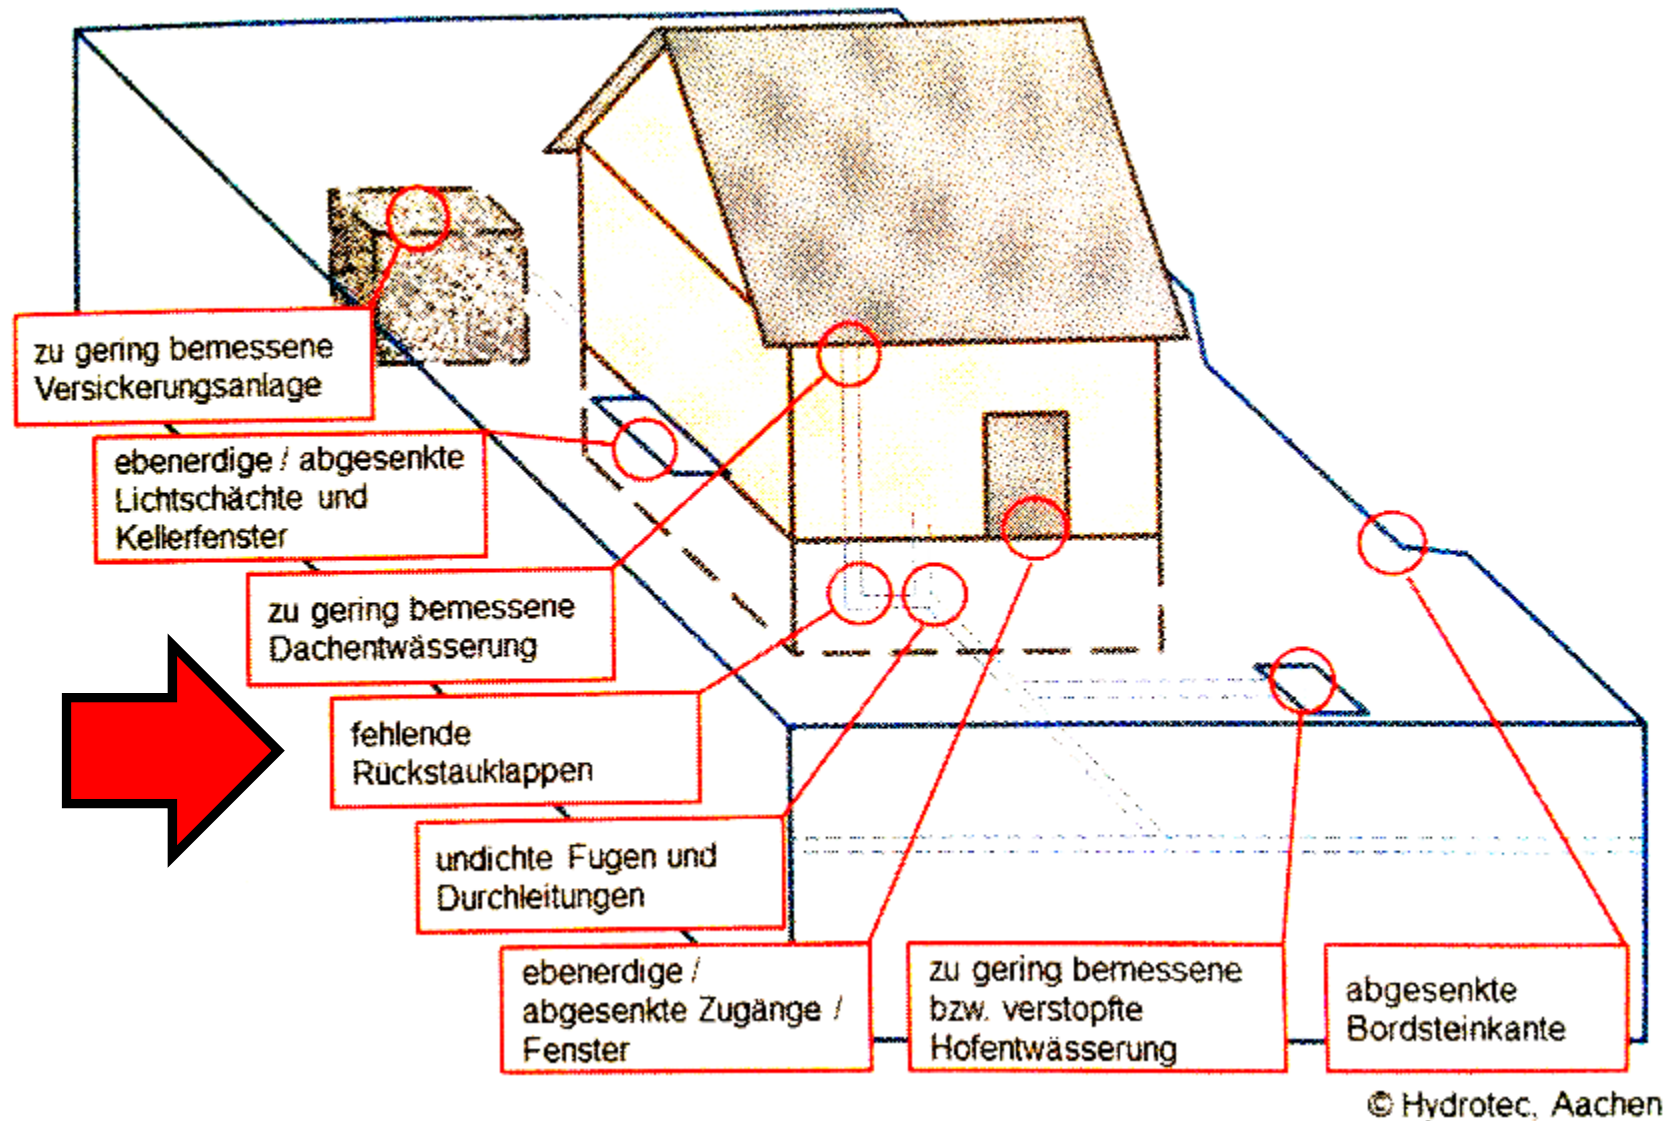 zu gering bemessene
Versickerungsanlage
ebenerdige / abgesenkte
Lichtschächte und
Kellerfenster
zu gering bemessene
Dachentwässerung
fehlende
Rückstauklappen
undichte Fugen und
Durchleitungen
ebenerdige /
abgesenkte Zugänge /
Fenster
zu gering bemessene
bzw. verstopfte
Hofentwässerung
abgesenkte
Bordsteinkante
© Hydrotec, Aachen